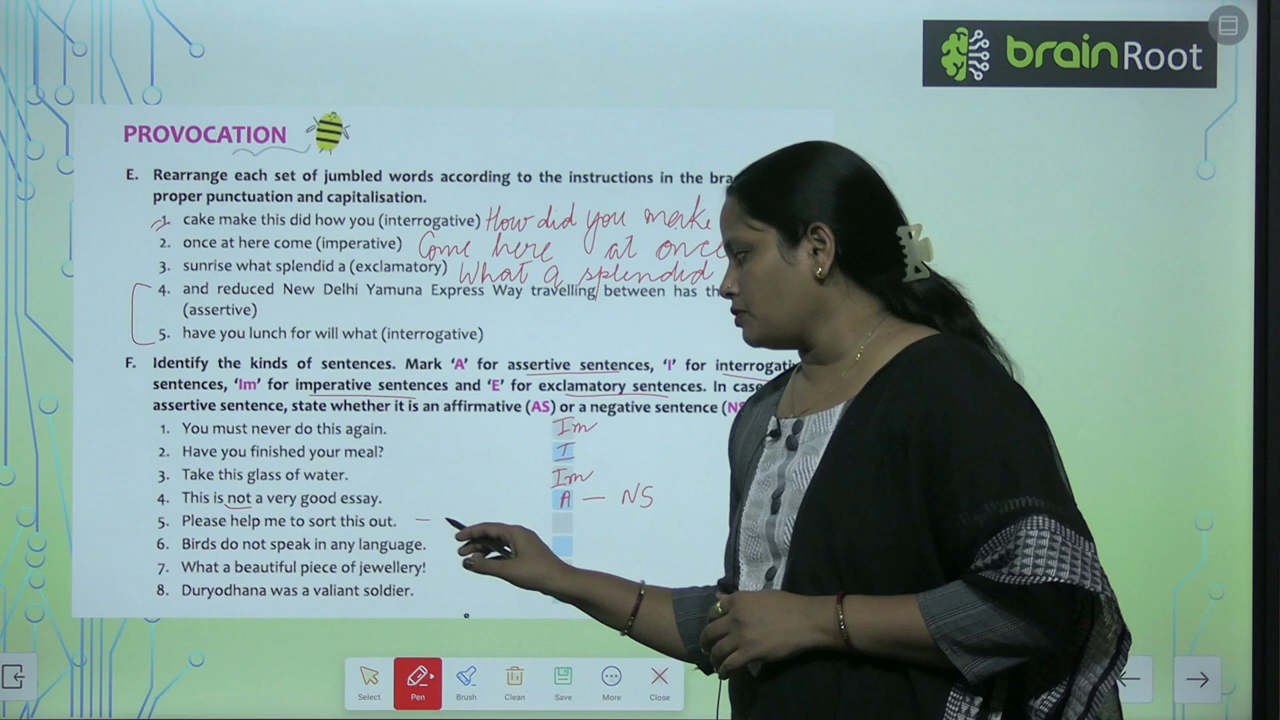 brainRoot
PROVOCATION
E. Rearrange each set of jumbled words according to the instructions in the
proper punctuation and capitalisation.
1. cake make this did how you (interrogative) How did you make
2. once at here come (imperative) Come here at once
3. sunrise what splendid a (exclamatory) What a splendid
4. and reduced New Delhi Yamuna Express Way travelling between has
(assertive)
5. have you lunch for will what (interrogative)
F. Identify the kinds of sentences. Mark ‘A’ for assertive sentences, ‘I’ for
sentences, ‘Im’ for imperative sentences and ‘E’ for exclamatory sentences. In
assertive sentence, state whether it is an affirmative (AS) or a negative sentence
1. You must never do this again. Im
2. Have you finished your meal? I
3. Take this glass of water. Im
4. This is not a very good essay. A — NS
5. Please help me to sort this out. —
6. Birds do not speak in any language.
7. What a beautiful piece of jewellery!
8. Duryodhana was a valiant soldier.
Select Pen Brush Clean Save More Close